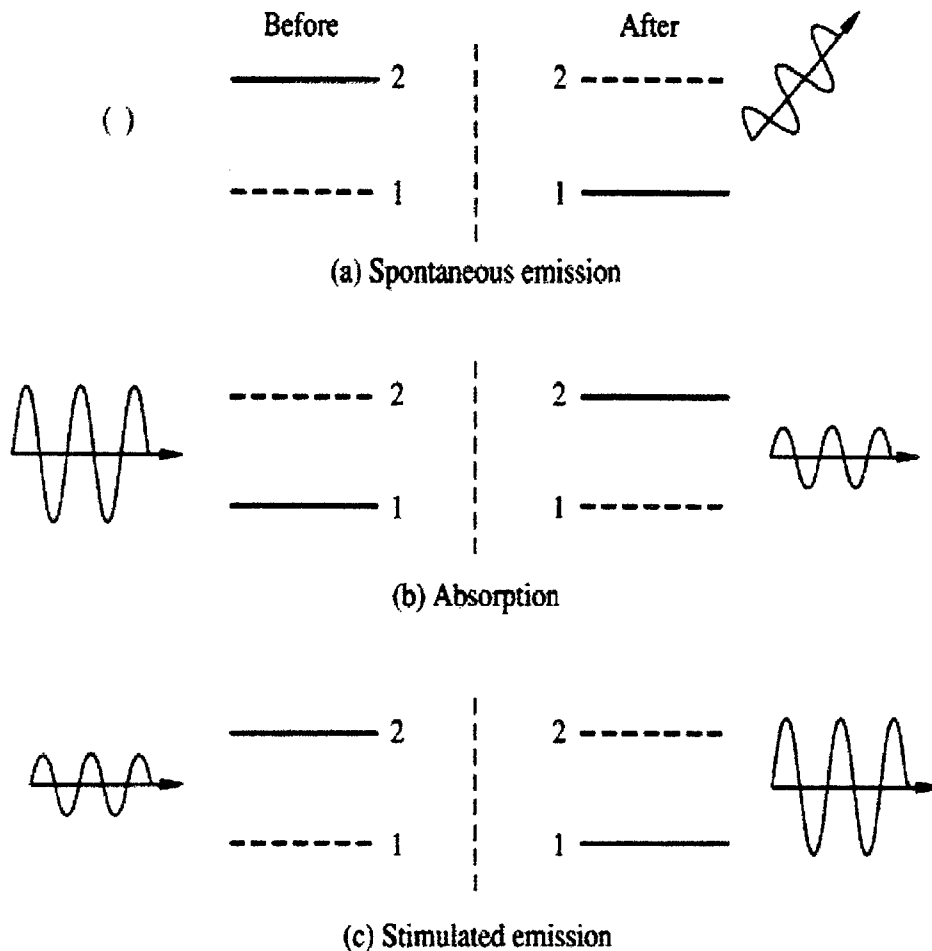 Before After
2 2
( )
1 1
(a) Spontaneous emission
2 2
1 1
(b) Absorption
2 2
1 1
(c) Stimulated emission